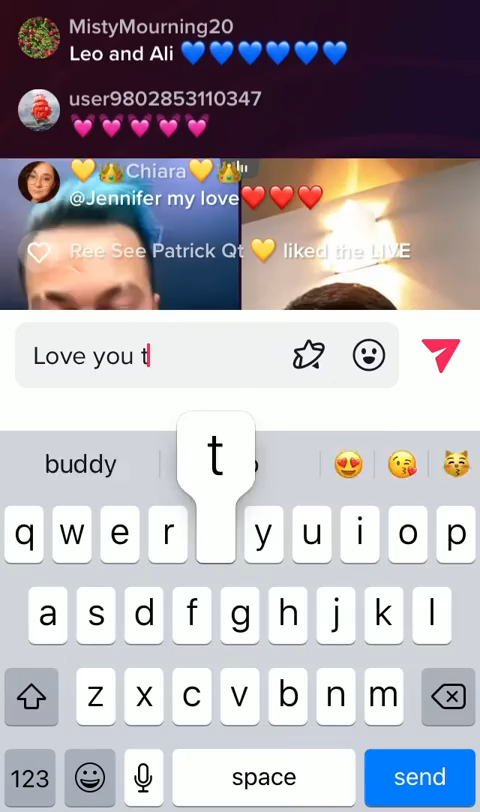 MistyMourning20
Leo and Ali 💙💙💙💙💙💙
user9802853110347
💘💘💘💘💘
💛👑Chiara💛👑
@Jennifer my love❤️❤️❤️
Ree See Patrick Qt 💛 liked the LIVE
Love you t
buddy
t
q w e r y u i o p
a s d f g h j k l
z x c v b n m
123 space send